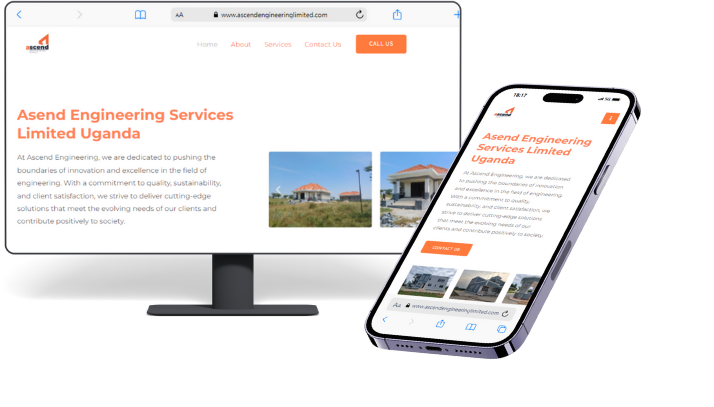 AA www.ascendengineeringlimited.com
ascend
Home About Services Contact Us CALL US
Asend Engineering Services
Limited Uganda
At Ascend Engineering, we are dedicated to pushing the
boundaries of innovation and excellence in the field of
engineering. With a commitment to quality, sustainability,
and client satisfaction, we strive to deliver cutting-edge
solutions that meet the evolving needs of our clients and
contribute positively to society.
18:17 5G
ascend
Asend Engineering
Services Limited
Uganda
At Ascend Engineering, we are dedicated
to pushing the boundaries of innovation
and excellence in the field of engineering.
With a commitment to quality,
sustainability, and client satisfaction, we
strive to deliver cutting-edge solutions
that meet the evolving needs of our
clients and contribute positively to society.
CONTACT US
AA www.ascendengineeringlimited.com